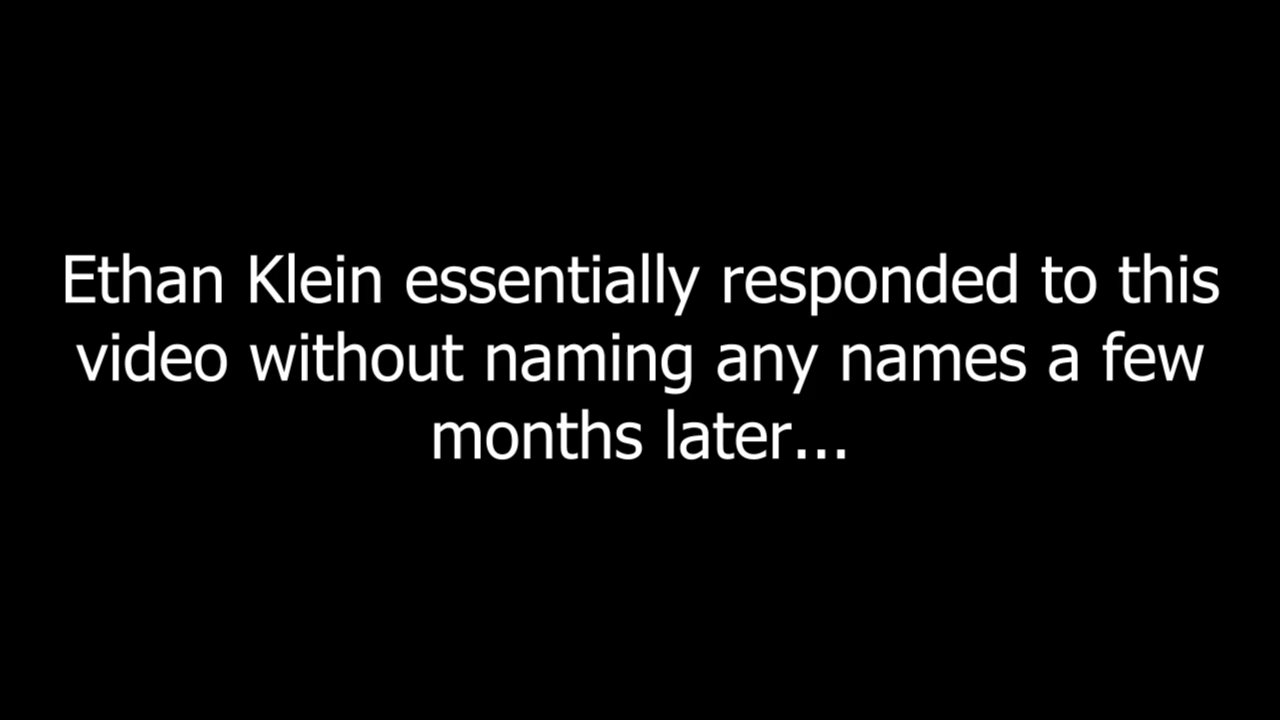 Ethan Klein essentially responded to this
video without naming any names a few
months later...